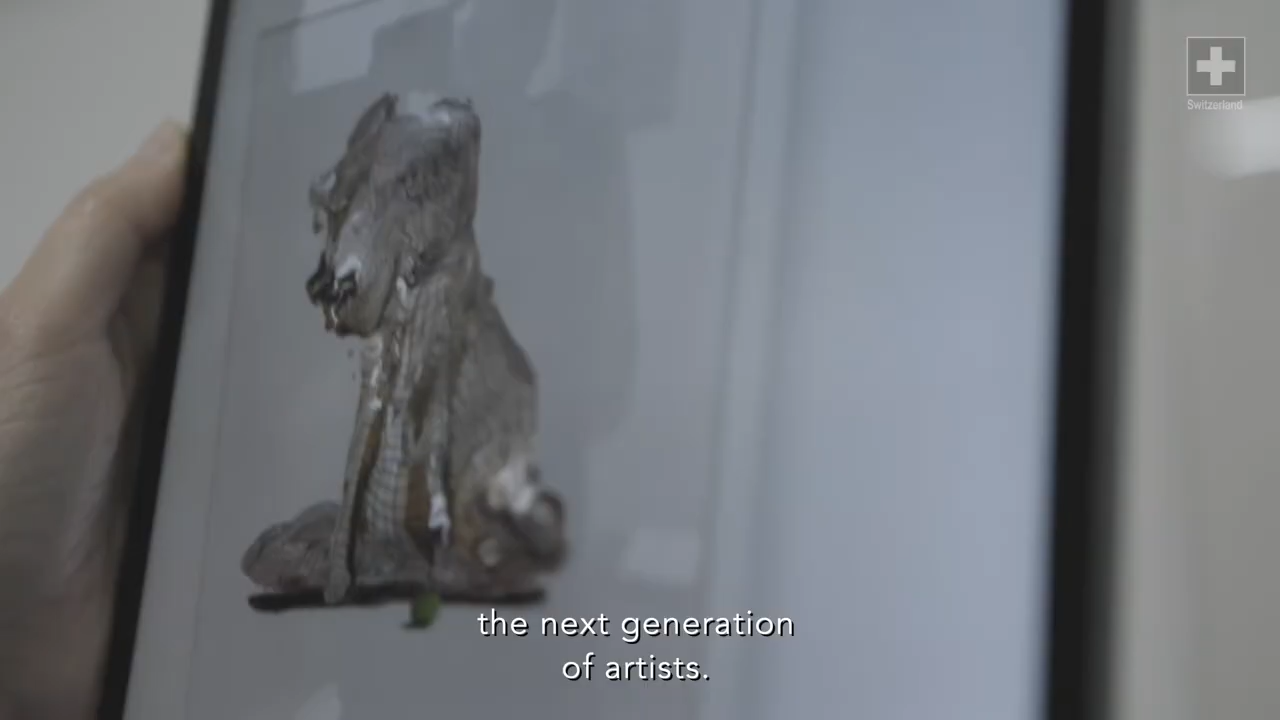 Switzerland
the next generation
of artists.